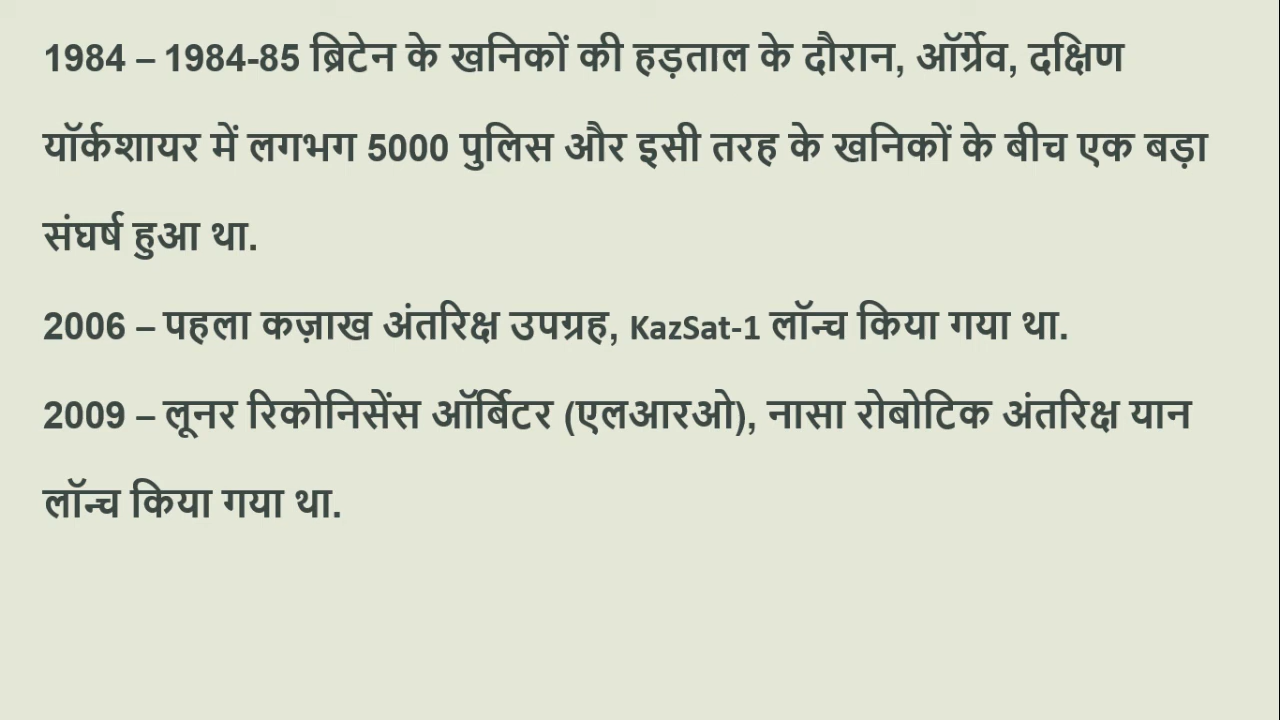 1984 – 1984-85 ब्रिटेन के खनिकों की हड़ताल के दौरान, ऑर्ग्रेव, दक्षिण
यॉर्कशायर में लगभग 5000 पुलिस और इसी तरह के खनिकों के बीच एक बड़ा
संघर्ष हुआ था.
2006 – पहला कज़ाख अंतरिक्ष उपग्रह, KazSat-1 लॉन्च किया गया था.
2009 – लूनर रिकोनिसेंस ऑर्बिटर (एलआरओ), नासा रोबोटिक अंतरिक्ष यान
लॉन्च किया गया था.